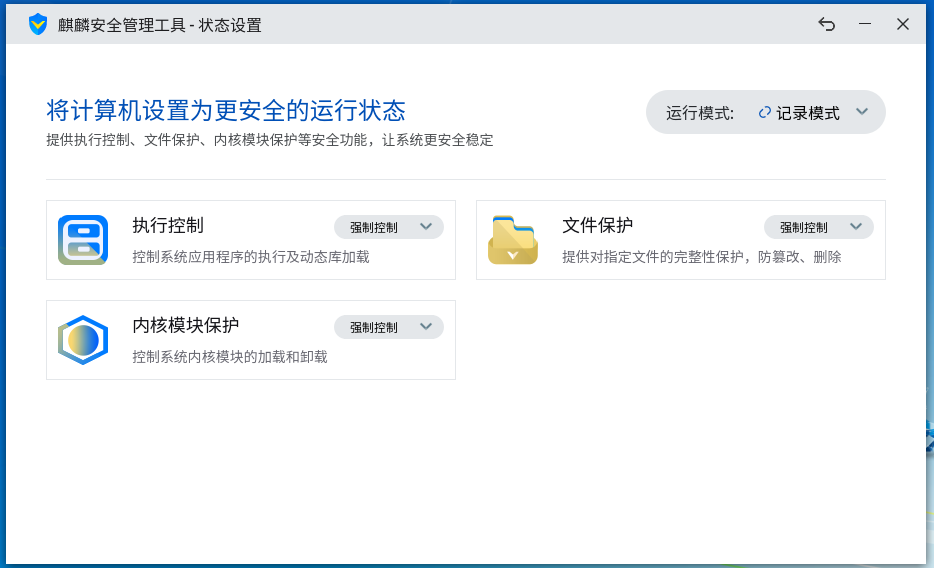 麒麟安全管理工具 - 状态设置
将计算机设置为更安全的运行状态
提供执行控制、文件保护、内核模块保护等安全功能，让系统更安全稳定
运行模式: 记录模式
执行控制 强制控制
控制系统应用程序的执行及动态库加载
文件保护 强制控制
提供对指定文件的完整性保护，防篡改、删除
内核模块保护 强制控制
控制系统内核模块的加载和卸载